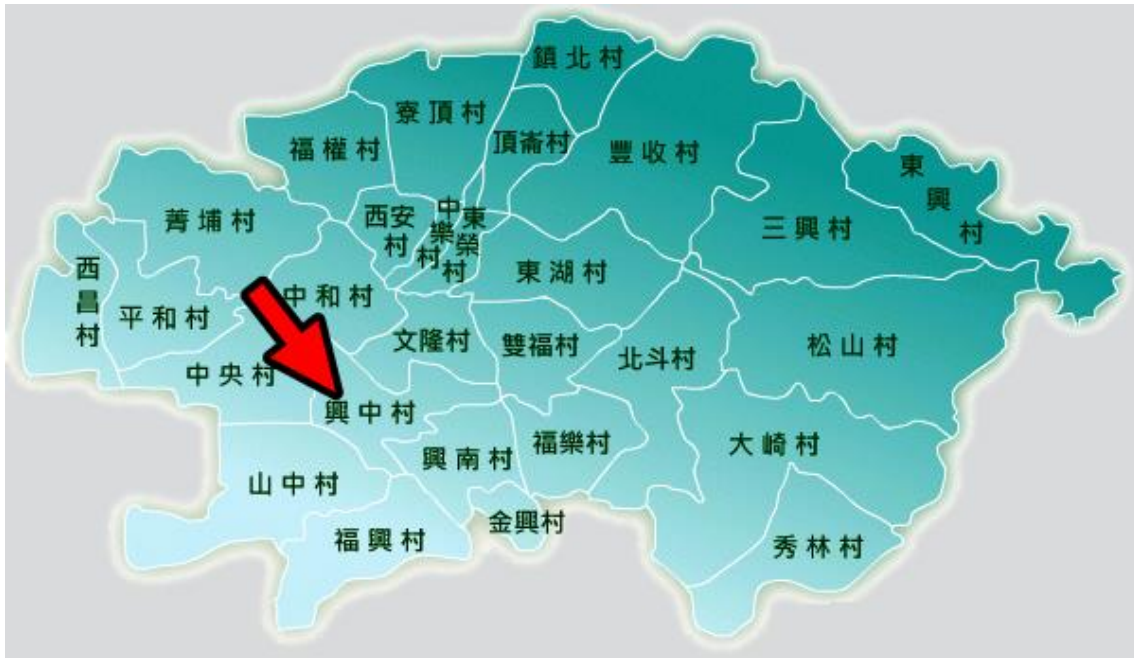 鎮北村
寮頂村
頂崙村
福權村
豐收村
東興村
菁埔村
西安村
中樂村
東榮村
三興村
西昌村
平和村
中和村
東湖村
文隆村
雙福村
北斗村
松山村
中央村
興中村
興南村
福樂村
大崎村
山中村
福興村
金興村
秀林村